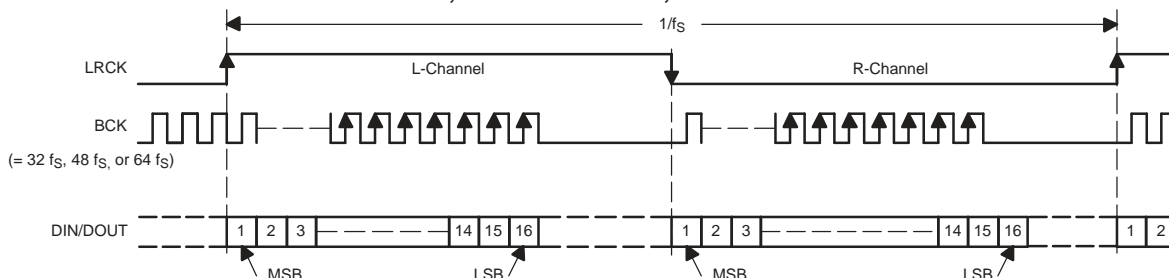 1/fS
LRCK
L-Channel
R-Channel
BCK
(= 32 fS, 48 fS, or 64 fS)
DIN/DOUT
1 2 3 14 15 16 1 2 3 14 15 16 1 2
MSB LSB MSB LSB